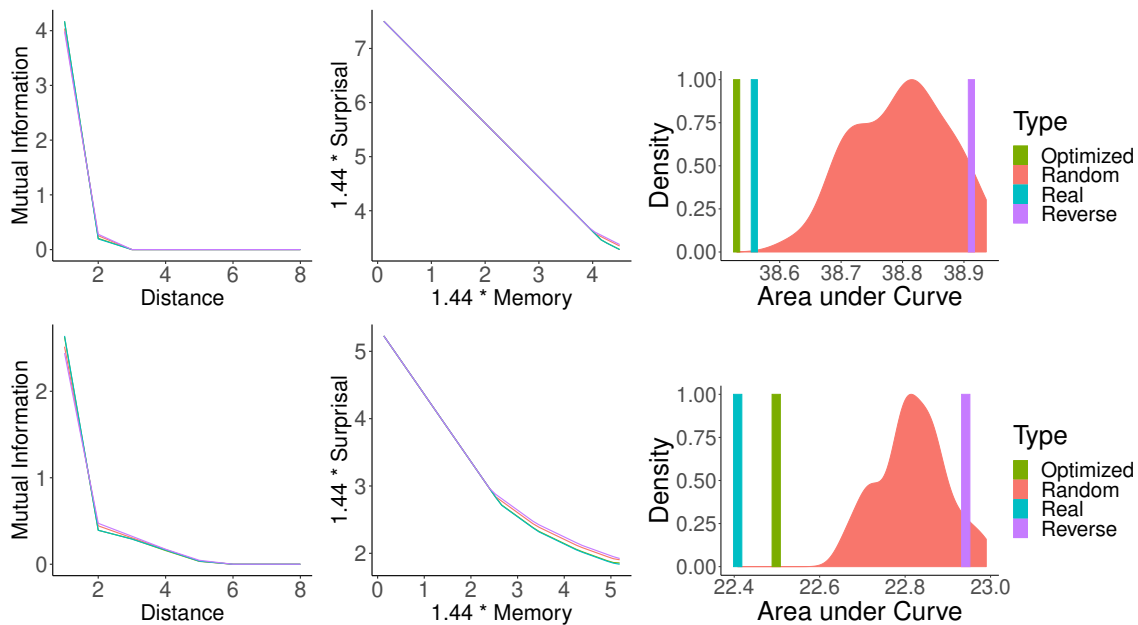 4
2
0
Mutual Information
2
4
6
8
Distance
7
6
5
4
1.44 * Surprisal
0
1
2
3
4
1.44 * Memory
1.00
0.75
0.50
0.25
0.00
Density
38.6
38.7
38.8
38.9
Area under Curve
Type
Optimized
Random
Real
Reverse
2
1
0
Mutual Information
2
4
6
8
Distance
5
4
3
2
1.44 * Surprisal
0
1
2
3
4
5
1.44 * Memory
1.00
0.75
0.50
0.25
0.00
Density
22.4
22.6
22.8
23.0
Area under Curve
Type
Optimized
Random
Real
Reverse